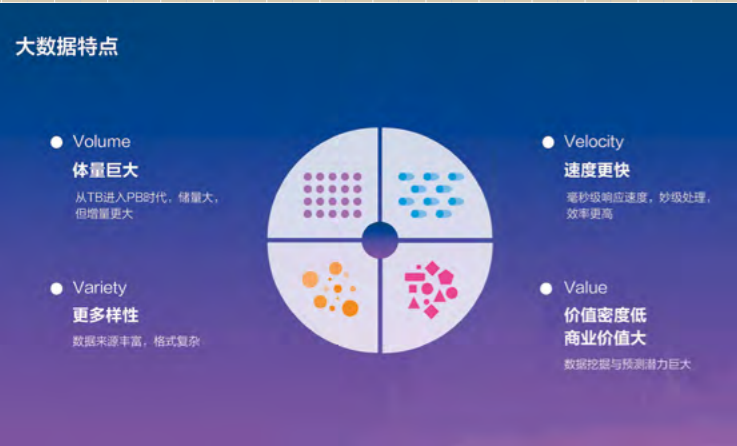 大数据特点
Volume
体量巨大
从TB进入PB时代，储量大，
但增量更大
Velocity
速度更快
毫秒级响应速度，妙级处理，
效率更高
Variety
更多样性
数据来源丰富，格式复杂
Value
价值密度低
商业价值大
数据挖掘与预测潜力巨大